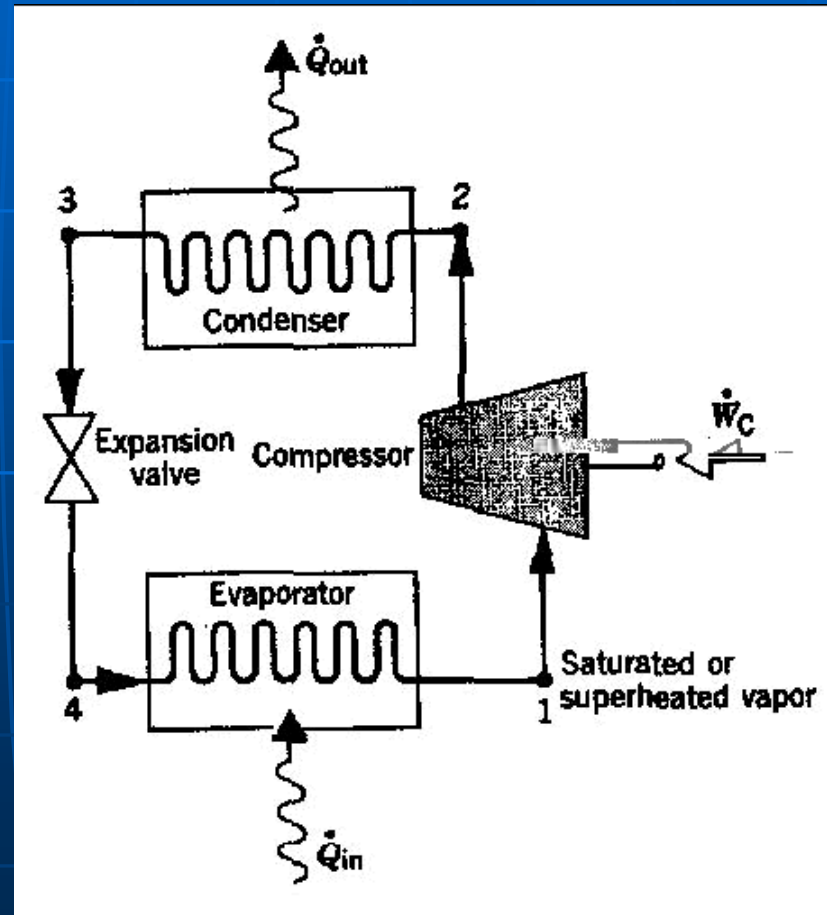 Q̇out
3
2
Condenser
Expansion
valve
Compressor
ẆC
Evaporator
4
1
Saturated or
superheated vapor
Q̇in